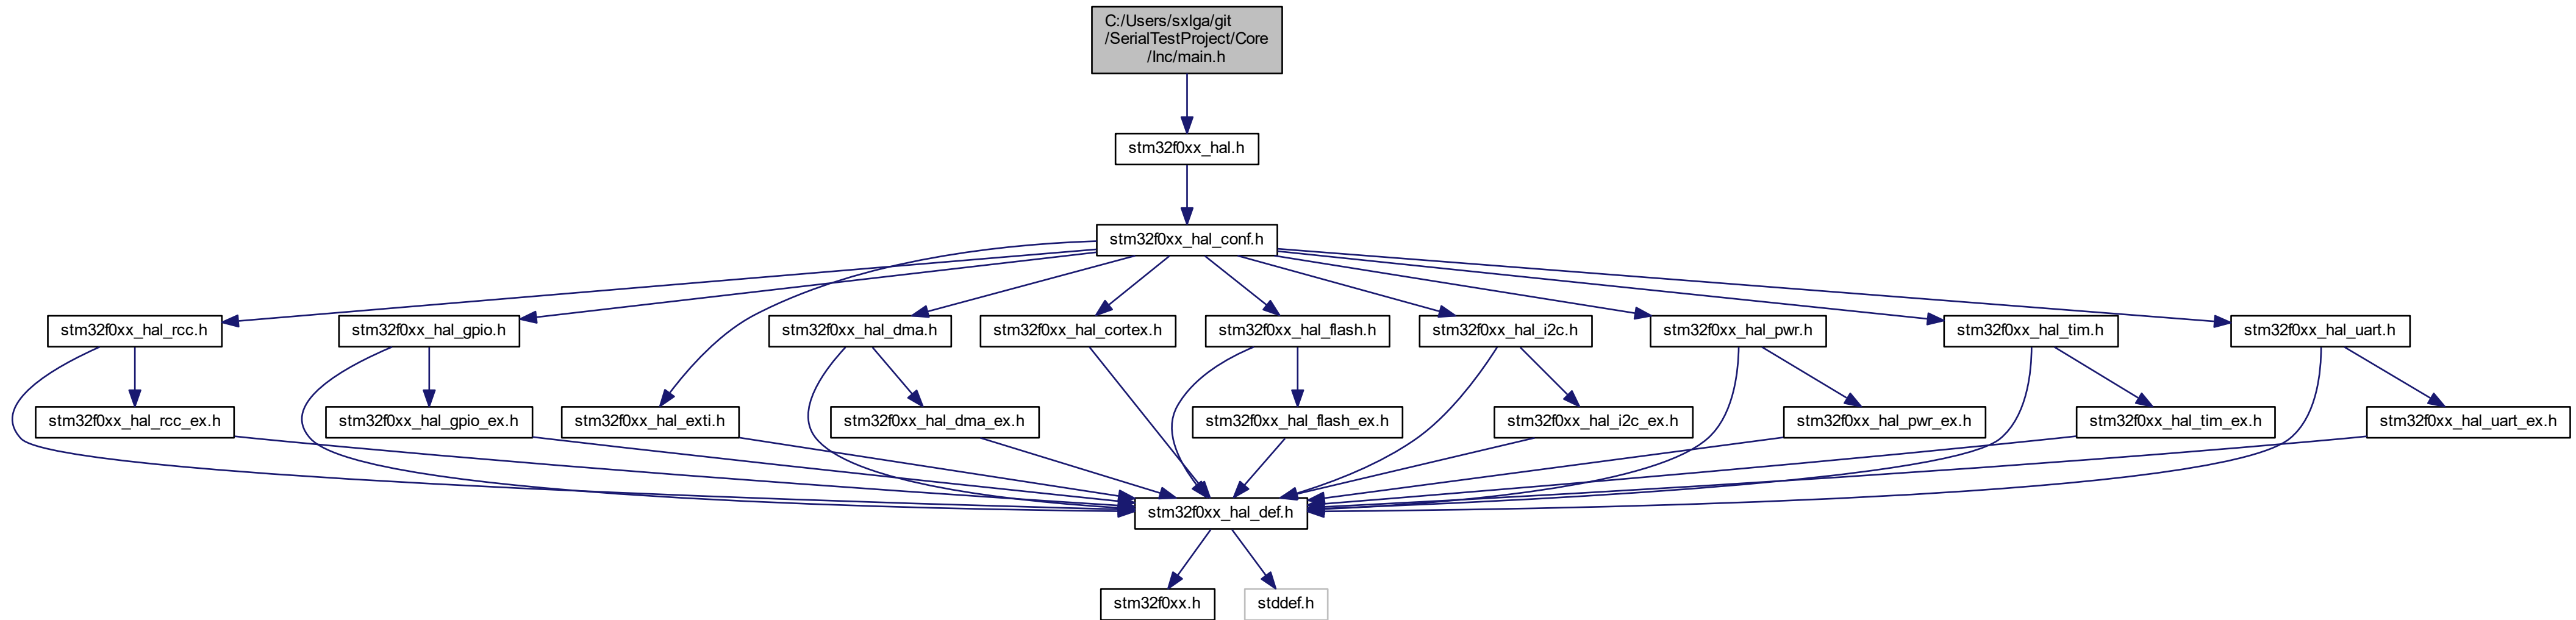 C:/Users/sxlga/git
/SerialTestProject/Core
/Inc/main.h
stm32f0xx_hal.h
stm32f0xx_hal_conf.h
stm32f0xx_hal_rcc.h
stm32f0xx_hal_gpio.h
stm32f0xx_hal_dma.h
stm32f0xx_hal_cortex.h
stm32f0xx_hal_flash.h
stm32f0xx_hal_i2c.h
stm32f0xx_hal_pwr.h
stm32f0xx_hal_tim.h
stm32f0xx_hal_uart.h
stm32f0xx_hal_rcc_ex.h
stm32f0xx_hal_gpio_ex.h
stm32f0xx_hal_exti.h
stm32f0xx_hal_dma_ex.h
stm32f0xx_hal_flash_ex.h
stm32f0xx_hal_i2c_ex.h
stm32f0xx_hal_pwr_ex.h
stm32f0xx_hal_tim_ex.h
stm32f0xx_hal_uart_ex.h
stm32f0xx_hal_def.h
stm32f0xx.h
stddef.h